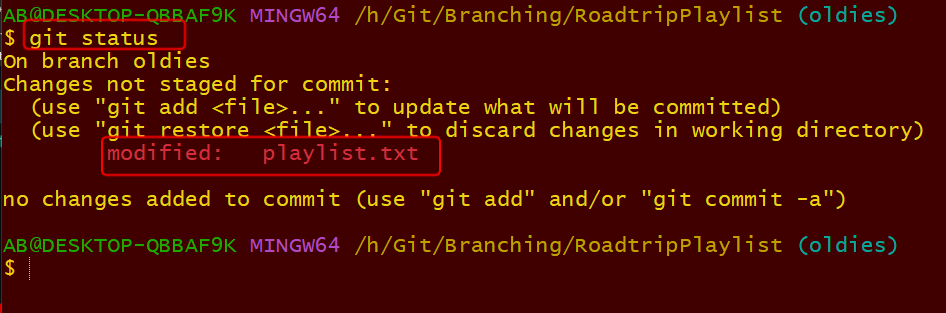 AB@DESKTOP-QBBAF9K MINGW64 /h/Git/Branching/RoadtripPlaylist (oldies)
$ git status
On branch oldies
Changes not staged for commit:
  (use "git add <file>..." to update what will be committed)
  (use "git restore <file>..." to discard changes in working directory)
        modified:   playlist.txt

no changes added to commit (use "git add" and/or "git commit -a")

AB@DESKTOP-QBBAF9K MINGW64 /h/Git/Branching/RoadtripPlaylist (oldies)
$